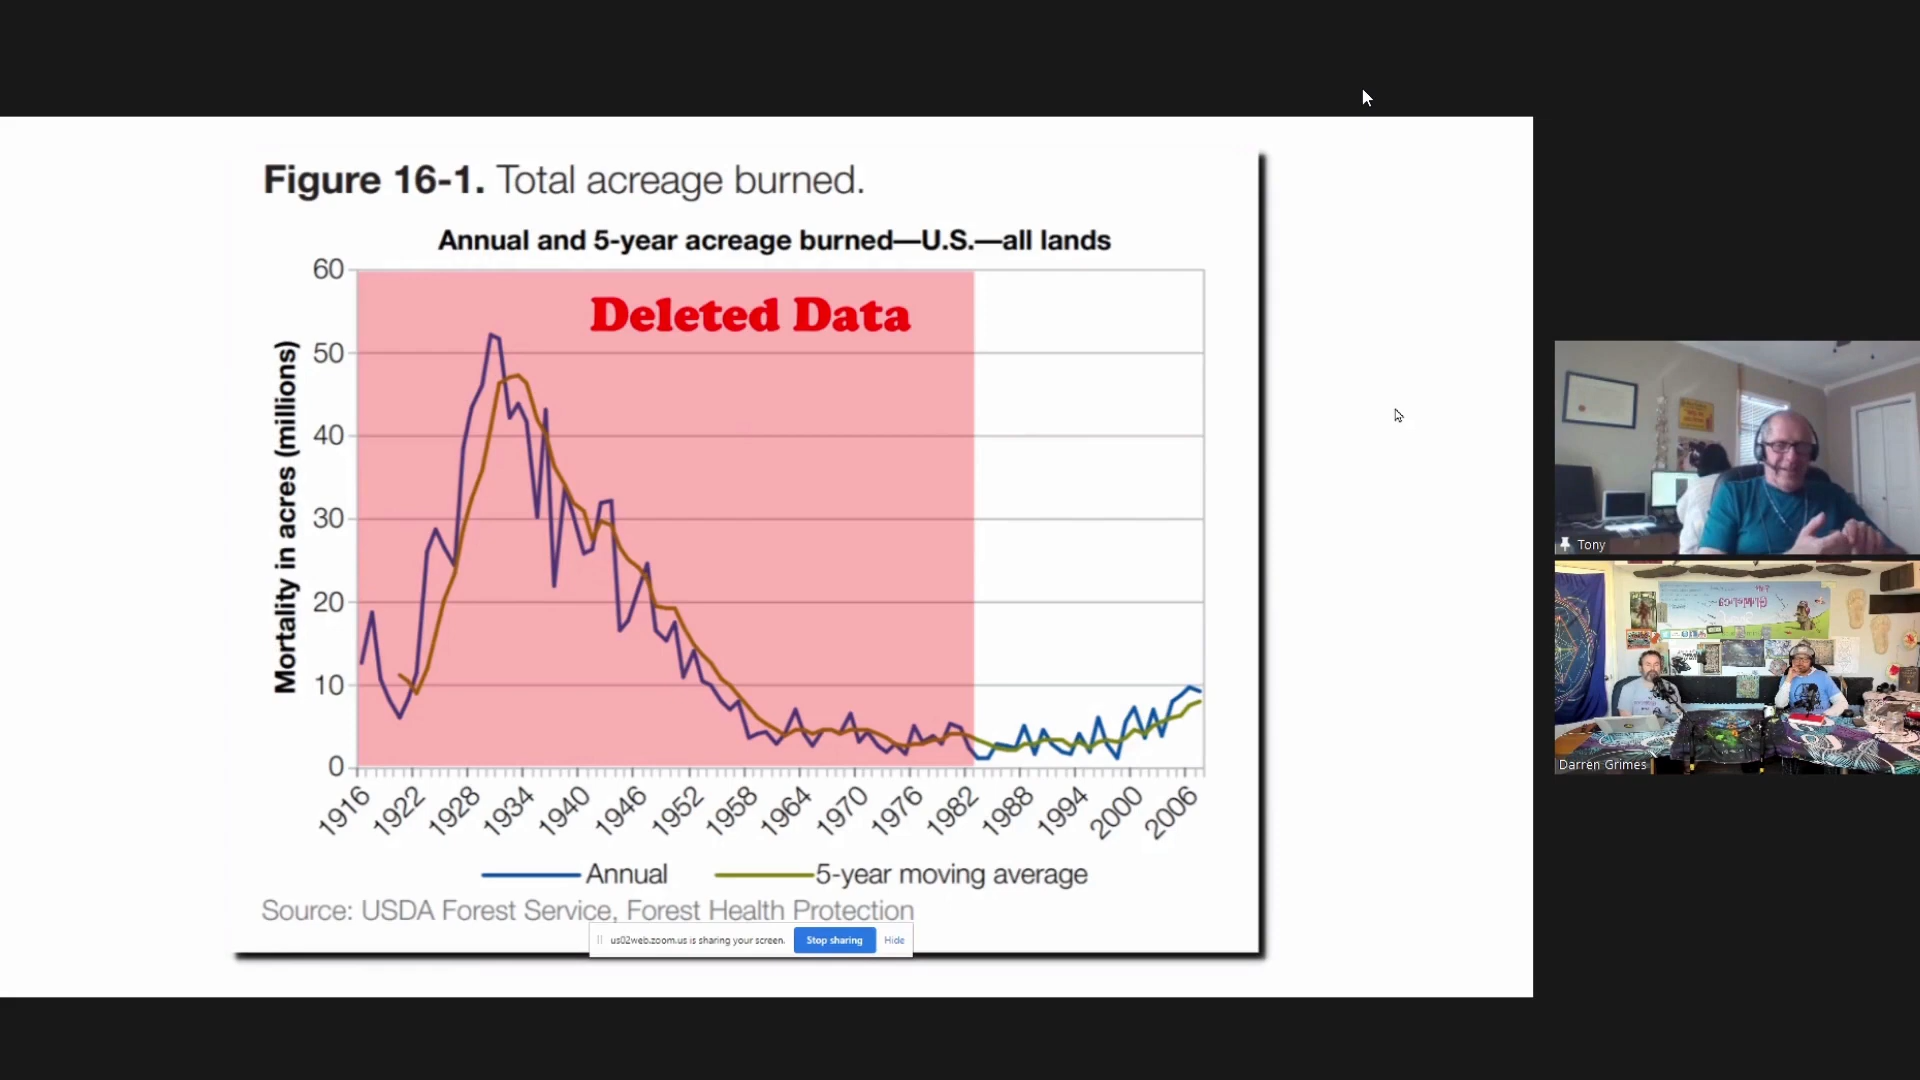 Figure 16-1. Total acreage burned.
Annual and 5-year acreage burned—U.S.—all lands
Deleted Data
Mortality in acres (millions)
60
50
40
30
20
10
0
1916 1922 1928 1934 1940 1946 1952 1958 1964 1970 1976 1982 1988 1994 2000 2006
Annual 5-year moving average
Source: USDA Forest Service, Forest Health Protection
us02web.zoom.us is sharing your screen. Stop sharing Hide
Tony
Darren Grimes